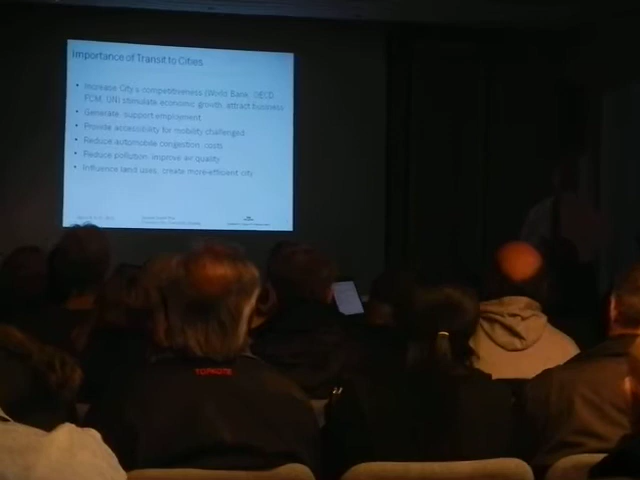 Importance of Transit to Cities
• Increase City's competitiveness (World Bank, OECD,
FCM, UN) stimulate economic growth, attract business
• Generate, support employment
• Provide accessibility for mobility challenged
• Reduce automobile congestion, costs
• Reduce pollution, improve air quality
• Influence land uses, create more-efficient city